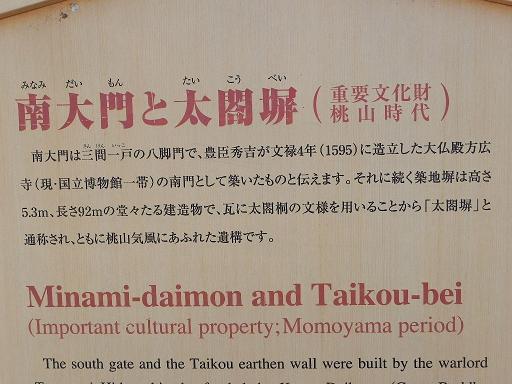 みなみ だい もん たい こう べい
南大門と太閤塀(重要文化財 桃山時代)
さんけんいっこ
南大門は三間一戸の八脚門で、豊臣秀吉が文禄4年(1595)に造立した大仏殿方広
寺(現・国立博物館一帯)の南門として築いたものと伝えます。それに続く築地塀は高さ
5.3m、長さ92mの堂々たる建造物で、瓦に太閤桐の文様を用いることから「太閤塀」と
通称され、ともに桃山気風にあふれた遺構です。
Minami-daimon and Taikou-bei
(Important cultural property;Momoyama period)
The south gate and the Taikou earthen wall were built by the warlord